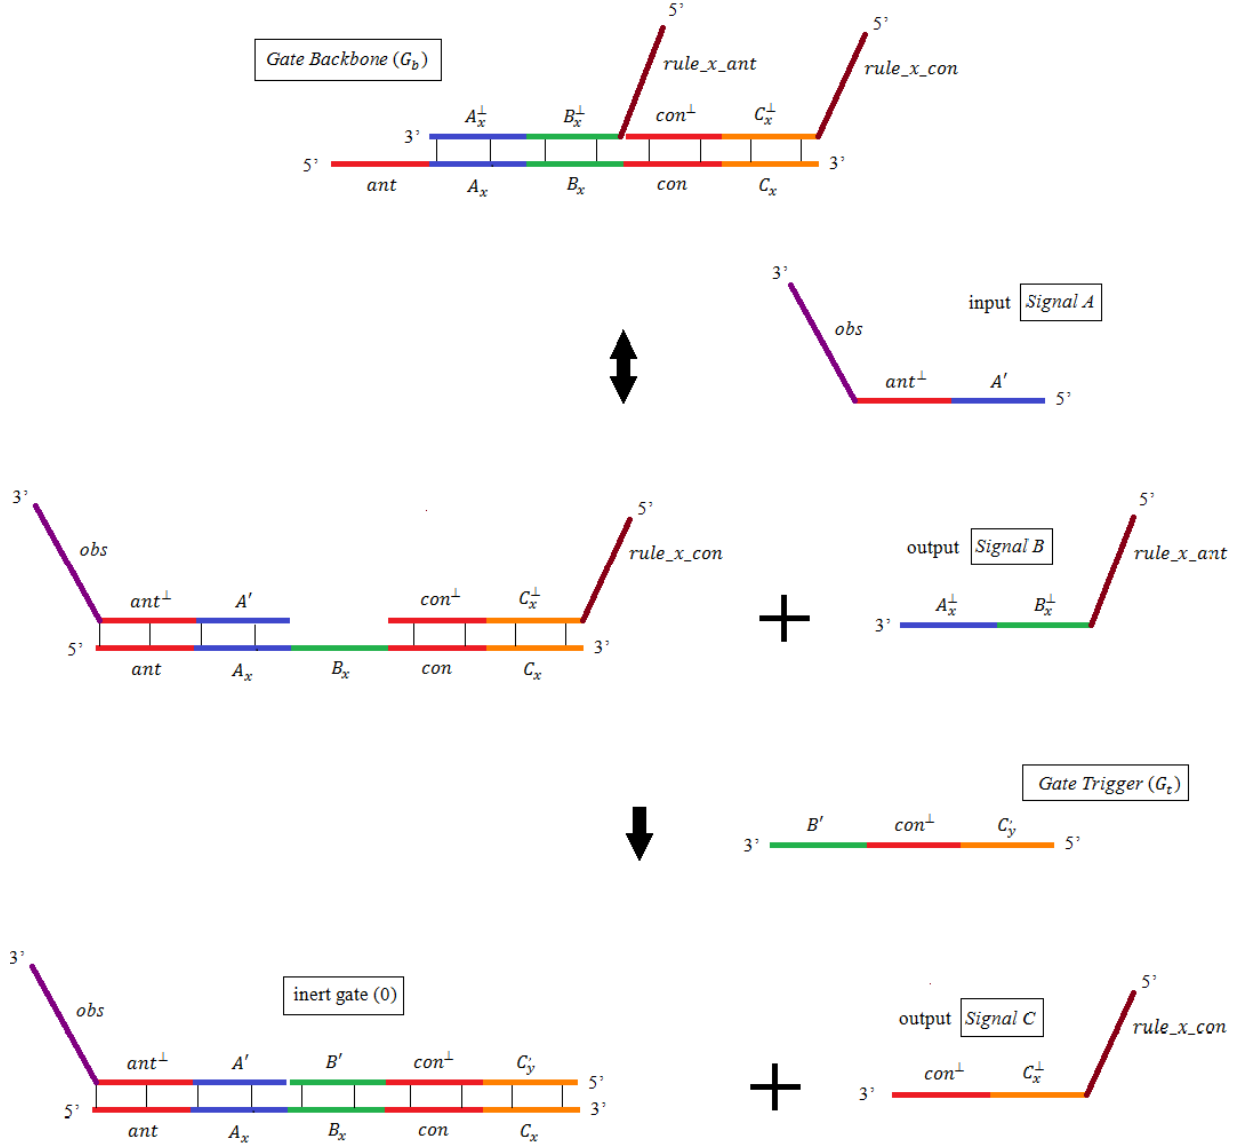 5’
5’
Gate Backbone (G_b)
rule_x_ant
rule_x_con
A_x^⊥ B_x^⊥ con^⊥ C_x^⊥
3’
5’ 3’
ant A_x B_x con C_x
3’
input Signal A
obs
ant^⊥ A′
5’
3’ 5’ 5’
obs rule_x_con output Signal B rule_x_ant
ant^⊥ A′ con^⊥ C_x^⊥ A_x^⊥ B_x^⊥
3’
5’ 3’
ant A_x B_x con C_x
Gate Trigger (G_t)
B′ con^⊥ C_y′
3’ 5’
3’ 5’
inert gate (0)
obs output Signal C rule_x_con
ant^⊥ A′ B′ con^⊥ C_y′ con^⊥ C_x^⊥
5’ 3’
5’ 3’
ant A_x B_x con C_x